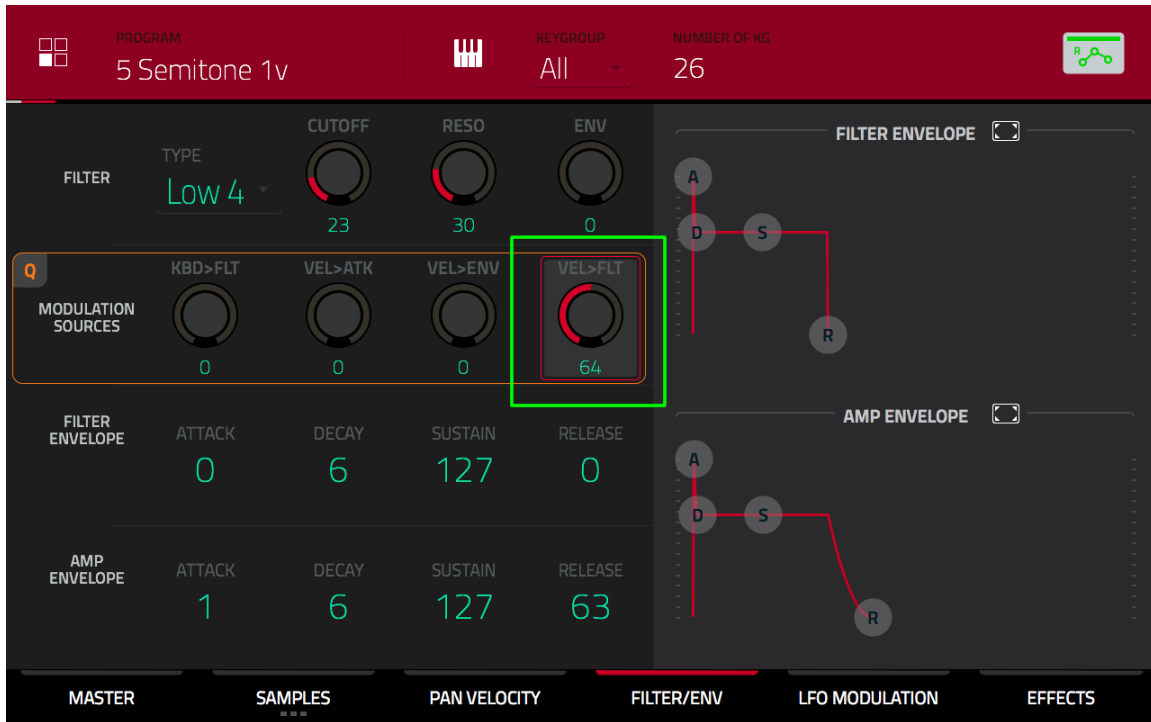 PROGRAM
5 Semitone 1v
KEYGROUP
All
NUMBER OF KG
26
R
FILTER
TYPE
Low 4
CUTOFF
23
RESO
30
ENV
0
Q
MODULATION
SOURCES
KBD>FLT
0
VEL>ATK
0
VEL>ENV
0
VEL>FLT
64
FILTER
ENVELOPE
ATTACK
0
DECAY
6
SUSTAIN
127
RELEASE
0
AMP
ENVELOPE
ATTACK
1
DECAY
6
SUSTAIN
127
RELEASE
63
FILTER ENVELOPE
A
D
S
R
AMP ENVELOPE
A
D
S
R
MASTER
SAMPLES
PAN VELOCITY
FILTER/ENV
LFO MODULATION
EFFECTS